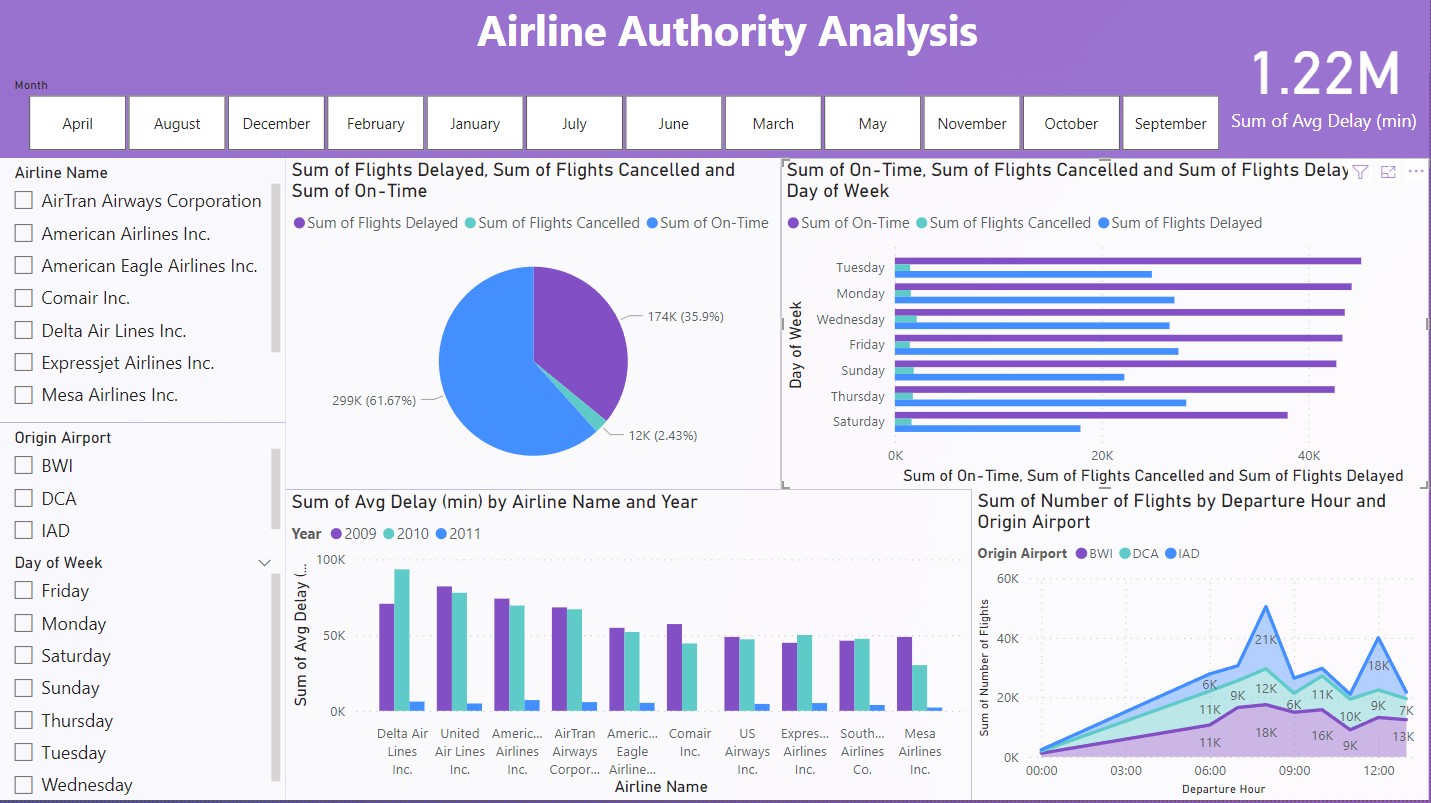 Airline Authority Analysis
1.22M
Sum of Avg Delay (min)
Month
April August December February January July June March May November October September
Airline Name
AirTran Airways Corporation
American Airlines Inc.
American Eagle Airlines Inc.
Comair Inc.
Delta Air Lines Inc.
Expressjet Airlines Inc.
Mesa Airlines Inc.
Origin Airport
BWI
DCA
IAD
Day of Week
Friday
Monday
Saturday
Sunday
Thursday
Tuesday
Wednesday
Sum of Flights Delayed, Sum of Flights Cancelled and
Sum of On-Time
Sum of Flights Delayed Sum of Flights Cancelled Sum of On-Time
174K (35.9%)
299K (61.67%)
12K (2.43%)
Sum of On-Time, Sum of Flights Cancelled and Sum of Flights Delay
Day of Week
Sum of On-Time Sum of Flights Cancelled Sum of Flights Delayed
Day of Week
Tuesday
Monday
Wednesday
Friday
Sunday
Thursday
Saturday
0K 20K 40K
Sum of On-Time, Sum of Flights Cancelled and Sum of Flights Delayed
Sum of Avg Delay (min) by Airline Name and Year
Year 2009 2010 2011
Sum of Avg Delay (...
100K
50K
0K
Delta Air
Lines
Inc.
United
Air Lines
Inc.
Americ...
Airlines
Inc.
AirTran
Airways
Corpor...
Americ...
Eagle
Airline...
Comair
Inc.
US
Airways
Inc.
Expres...
Airlines
Inc.
South...
Airlines
Co.
Mesa
Airlines
Inc.
Airline Name
Sum of Number of Flights by Departure Hour and
Origin Airport
Origin Airport BWI DCA IAD
Sum of Number of Flights
60K
40K
20K
0K
21K
18K
6K
9K
12K
11K
6K
11K
10K
9K
7K
11K
18K
16K
9K
13K
00:00 03:00 06:00 09:00 12:00
Departure Hour